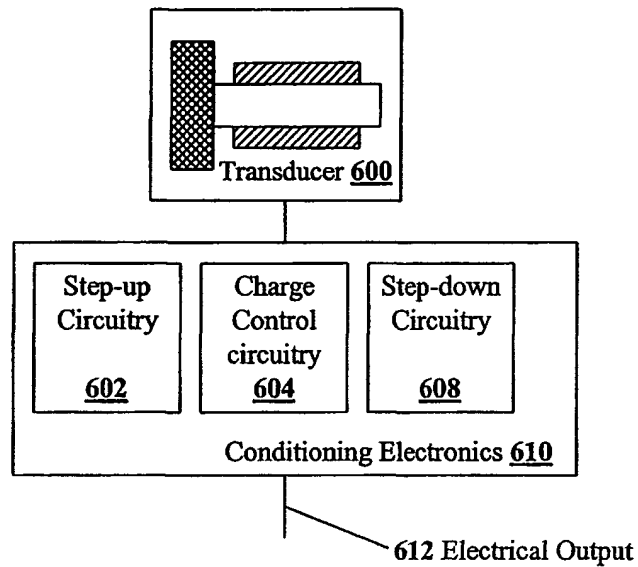 Transducer 600
Step-up
Circuitry
602
Charge
Control
circuitry
604
Step-down
Circuitry
608
Conditioning Electronics 610
612 Electrical Output